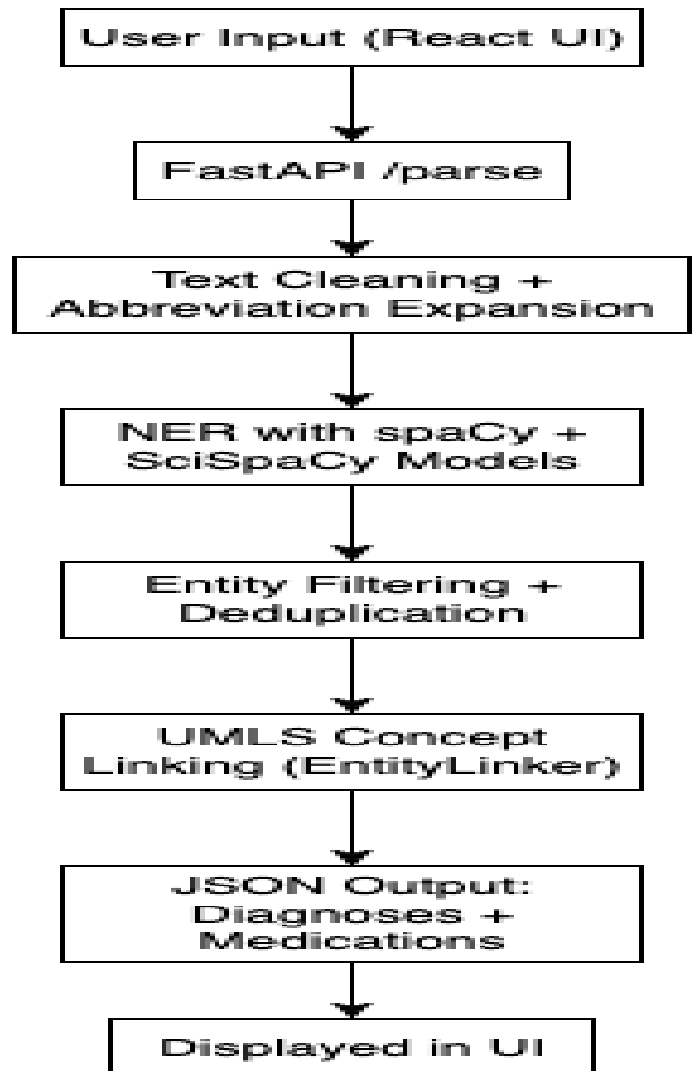 User Input (React UI)
FastAPI /parse
Text Cleaning +
Abbreviation Expansion
NER with spaCy +
SciSpaCy Models
Entity Filtering +
Deduplication
UMLS Concept
Linking (EntityLinker)
JSON Output:
Diagnoses +
Medications
Displayed in UI